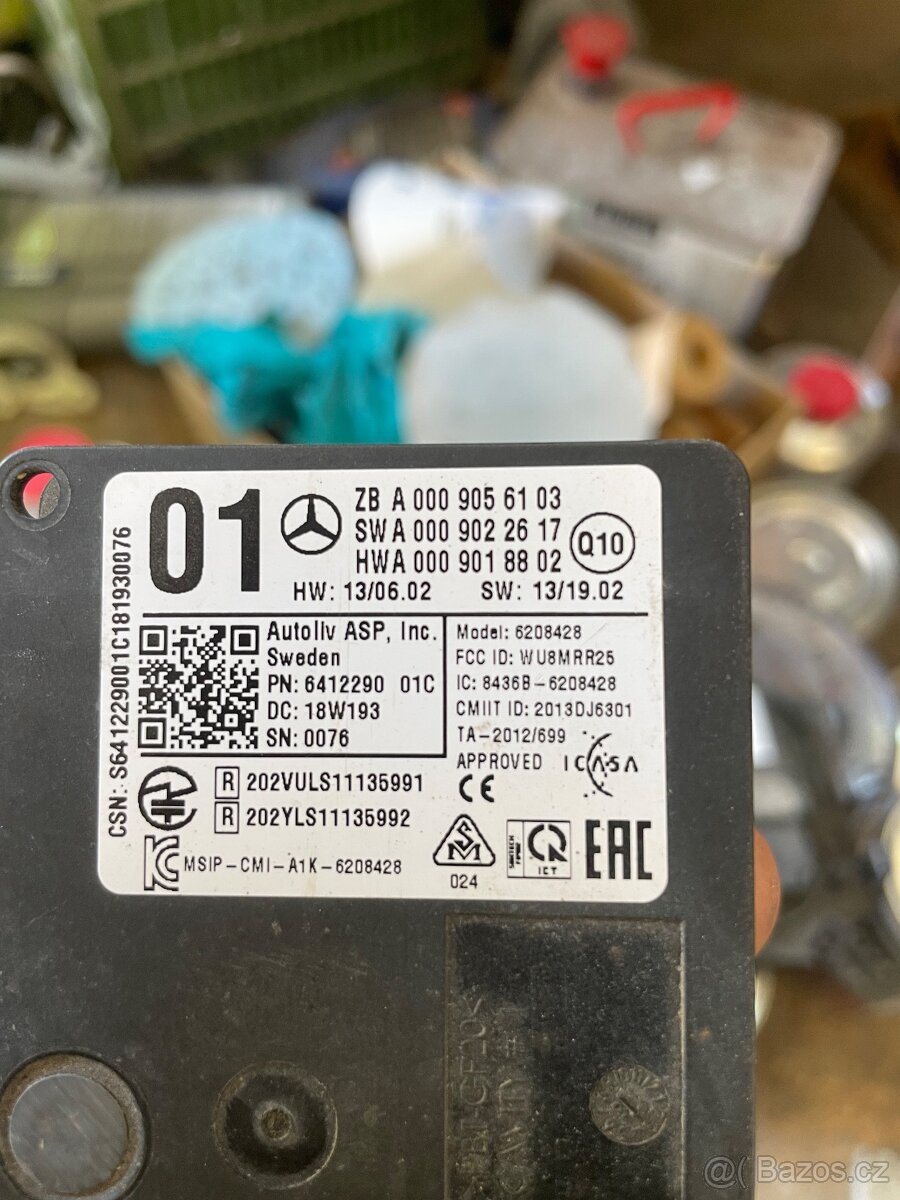 01
ZB A 000 905 61 03
SW A 000 902 26 17
HW A 000 901 88 02
Q10
HW: 13/06.02 SW: 13/19.02
CSN: S6412290001C181930076
Autoliv ASP, Inc.
Sweden
PN: 6412290 01C
DC: 18W193
SN: 0076
Model: 6208428
FCC ID: WU8MRR25
IC: 8436B-6208428
CMIIT ID: 2013DJ6301
TA-2012/699
APPROVED ICASA
CE
R 202VULS11135991
R 202YLS11135992
MSIP-CMI-A1K-6208428
024
ICT
EAC
@ Bazos.cz